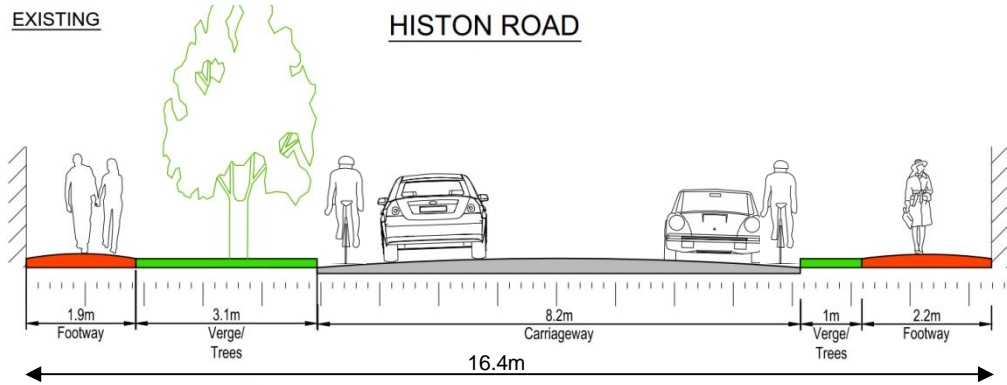 EXISTING
HISTON ROAD
1.9m
Footway
3.1m
Verge/
Trees
8.2m
Carriageway
1m
Verge/
Trees
2.2m
Footway
16.4m